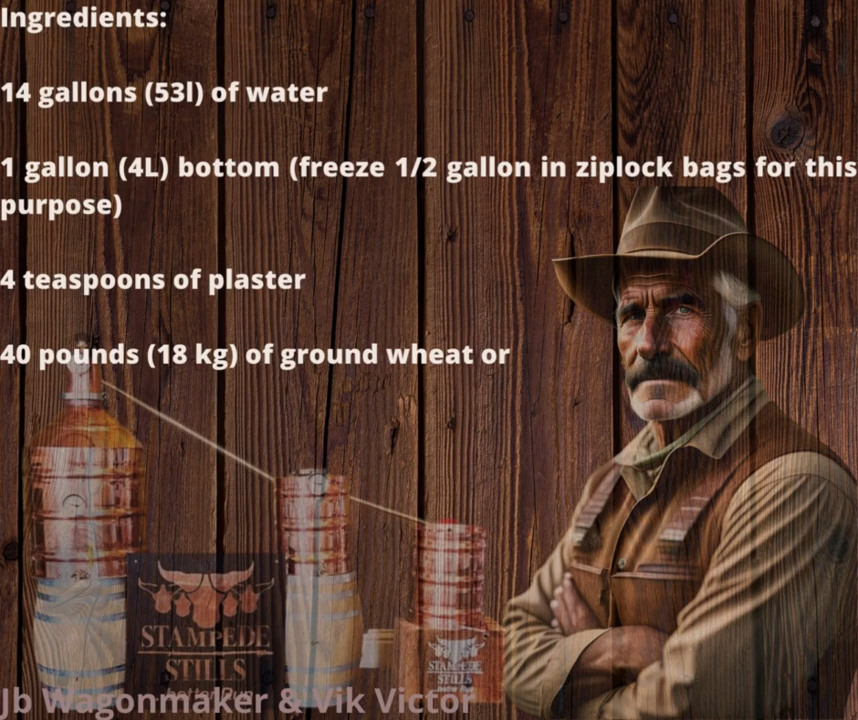 Ingredients:
14 gallons (53l) of water
1 gallon (4L) bottom (freeze 1/2 gallon in ziplock bags for this
purpose)
4 teaspoons of plaster
40 pounds (18 kg) of ground wheat or
STAMPEDE
STILLS
STAMPEDE
STILLS
Jb Wagonmaker & Vik Victor